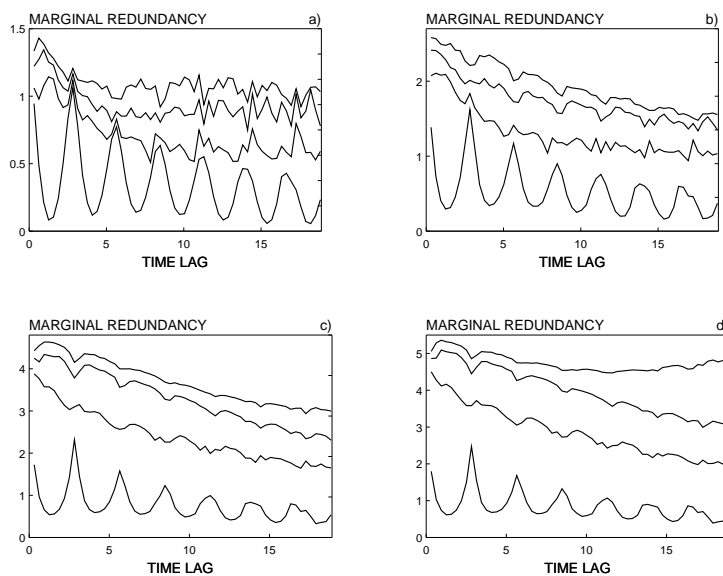 MARGINAL REDUNDANCY a)
1.5
1
0.5
0
0 5 10 15
TIME LAG
MARGINAL REDUNDANCY b)
2
1
0
0 5 10 15
TIME LAG
MARGINAL REDUNDANCY c)
4
3
2
1
0
0 5 10 15
TIME LAG
MARGINAL REDUNDANCY d
5
4
3
2
1
0
0 5 10 15
TIME LAG